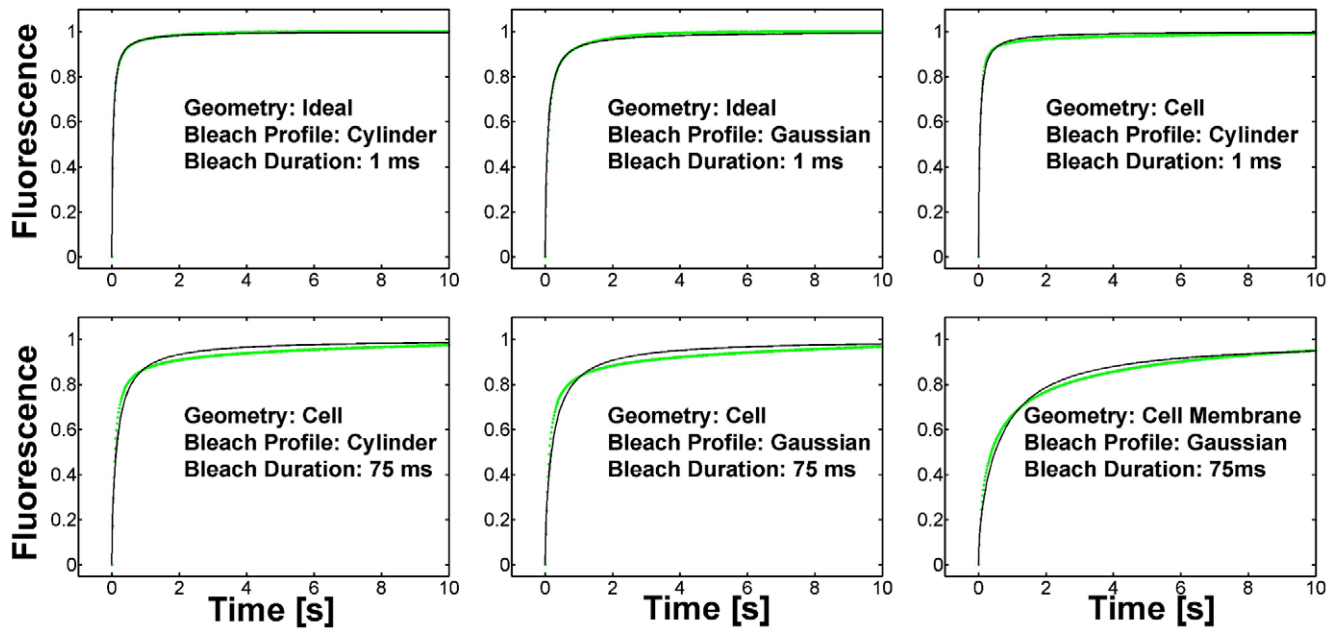 Fluorescence
1
0.8
0.6
0.4
0.2
0
Geometry: Ideal
Bleach Profile: Cylinder
Bleach Duration: 1 ms
0 2 4 6 8 10
1
0.8
0.6
0.4
0.2
0
Geometry: Ideal
Bleach Profile: Gaussian
Bleach Duration: 1 ms
0 2 4 6 8 10
1
0.8
0.6
0.4
0.2
0
Geometry: Cell
Bleach Profile: Cylinder
Bleach Duration: 1 ms
0 2 4 6 8 10
Fluorescence
1
0.8
0.6
0.4
0.2
0
Geometry: Cell
Bleach Profile: Cylinder
Bleach Duration: 75 ms
0 2 4 6 8 10
Time [s]
1
0.8
0.6
0.4
0.2
0
Geometry: Cell
Bleach Profile: Gaussian
Bleach Duration: 75 ms
0 2 4 6 8 10
Time [s]
1
0.8
0.6
0.4
0.2
0
Geometry: Cell Membrane
Bleach Profile: Gaussian
Bleach Duration: 75ms
0 2 4 6 8 10
Time [s]